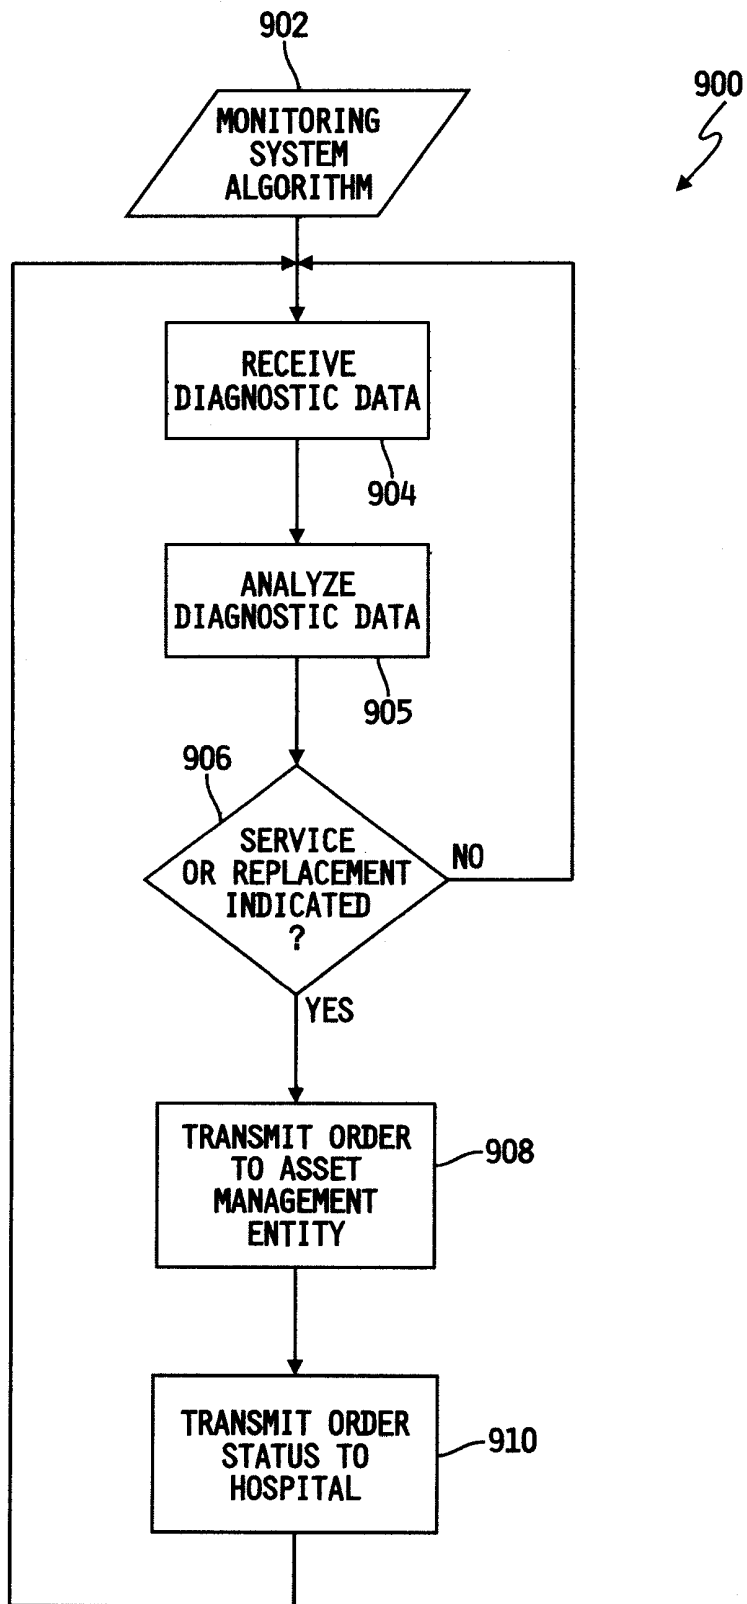 902
900
MONITORING
SYSTEM
ALGORITHM
RECEIVE
DIAGNOSTIC DATA
904
ANALYZE
DIAGNOSTIC DATA
905
906
SERVICE
OR REPLACEMENT
INDICATED
?
NO
YES
TRANSMIT ORDER
TO ASSET
MANAGEMENT
ENTITY
908
TRANSMIT ORDER
STATUS TO
HOSPITAL
910